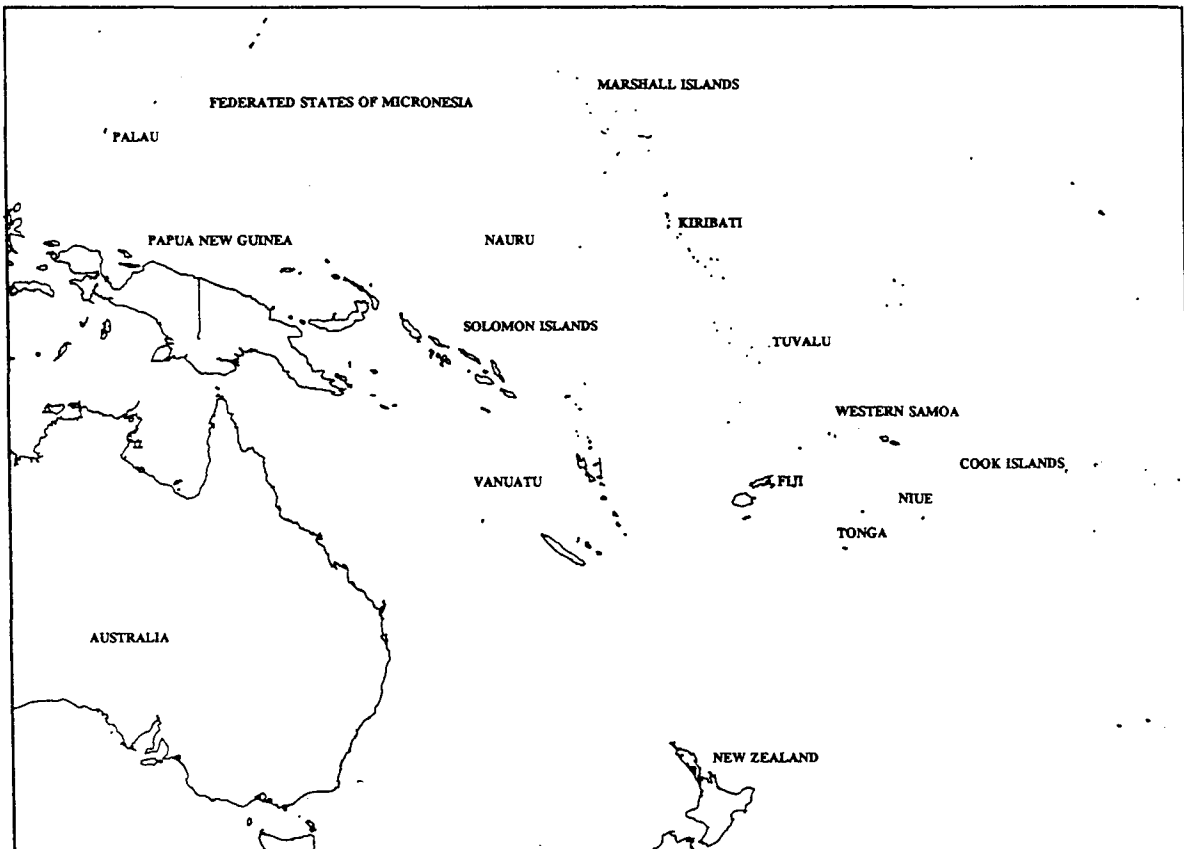 MARSHALL ISLANDS
FEDERATED STATES OF MICRONESIA
PALAU
KIRIBATI
PAPUA NEW GUINEA
NAURU
SOLOMON ISLANDS
TUVALU
WESTERN SAMOA
COOK ISLANDS
VANUATU
FIJI
NIUE
TONGA
AUSTRALIA
NEW ZEALAND